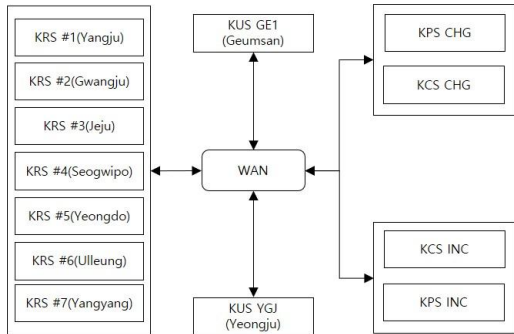 KRS #1(Yangju)
KRS #2(Gwangju)
KRS #3(Jeju)
KRS #4(Seogwipo)
KRS #5(Yeongdo)
KRS #6(Ulleung)
KRS #7(Yangyang)
KUS GE1
(Geumsan)
WAN
KUS YGJ
(Yeongju)
KPS CHG
KCS CHG
KCS INC
KPS INC